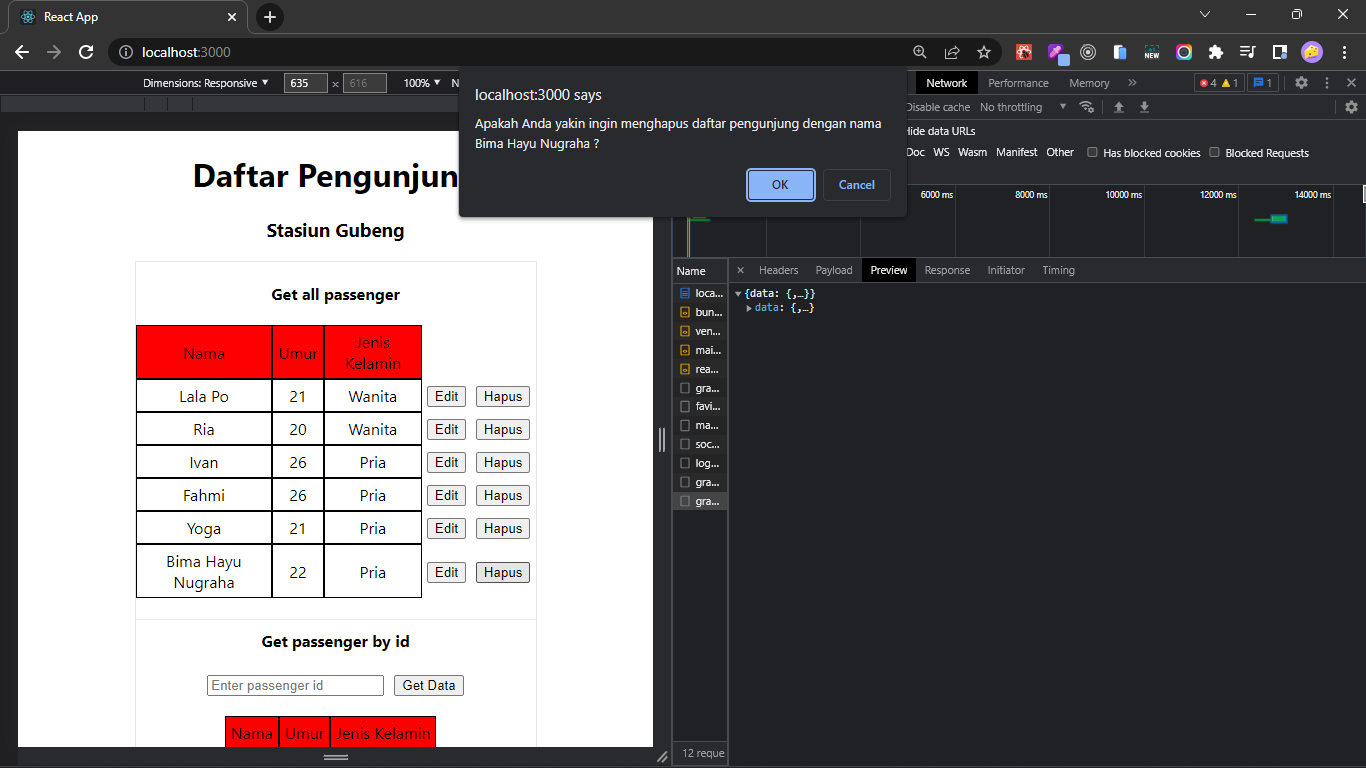 React App
localhost:3000
NEW
Dimensions: Responsive ▼ 635 × 616 100% ▼ N
Network Performance Memory » 4 1 1
Disable cache No throttling ▼
Hide data URLs
Doc WS Wasm Manifest Other Has blocked cookies Blocked Requests
6000 ms 8000 ms 10000 ms 12000 ms 14000 ms
localhost:3000 says
Apakah Anda yakin ingin menghapus daftar pengunjung dengan nama
Bima Hayu Nugraha ?
OK Cancel
Daftar Pengunjun
Stasiun Gubeng
Get all passenger
Nama Umur Jenis Kelamin
Lala Po 21 Wanita Edit Hapus
Ria 20 Wanita Edit Hapus
Ivan 26 Pria Edit Hapus
Fahmi 26 Pria Edit Hapus
Yoga 21 Pria Edit Hapus
Bima Hayu Nugraha 22 Pria Edit Hapus
Get passenger by id
Enter passenger id Get Data
Nama Umur Jenis Kelamin
Name
loca...
bun...
ven...
mai...
rea...
gra...
favi...
ma...
soc...
log...
gra...
gra...
12 reque
× Headers Payload Preview Response Initiator Timing
▼{data: {,…}}
▶data: {,…}